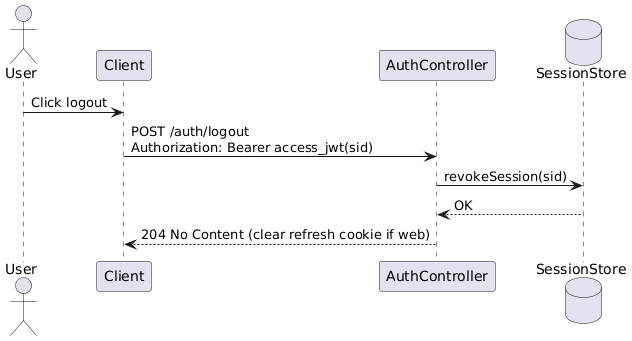 User
Client
AuthController
SessionStore
Click logout
POST /auth/logout
Authorization: Bearer access_jwt(sid)
revokeSession(sid)
OK
204 No Content (clear refresh cookie if web)
User
Client
AuthController
SessionStore